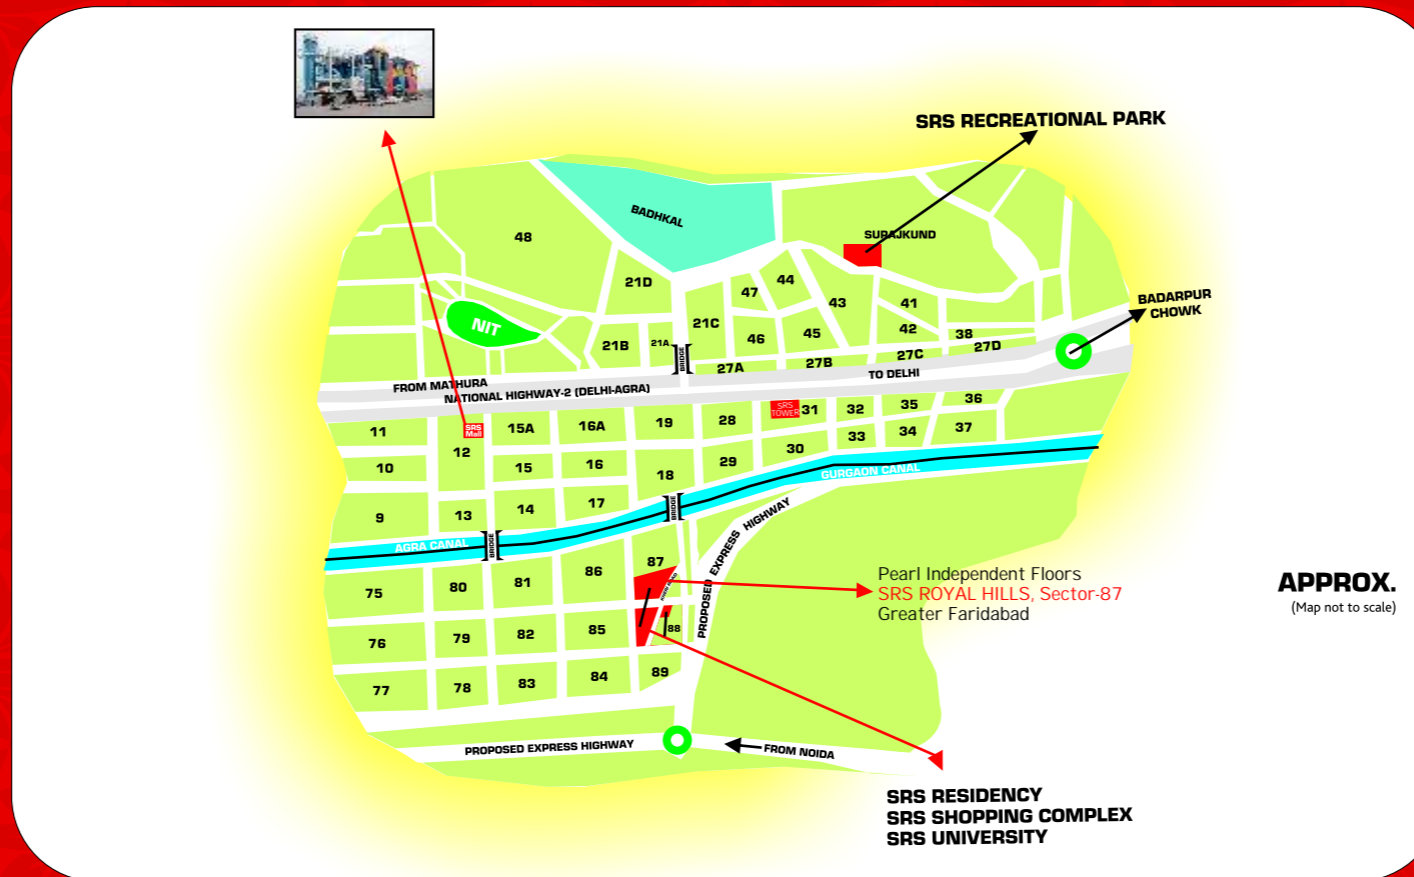 SRS RECREATIONAL PARK
BADHKAL
SURAJKUND
48
21D
47
44
43
41
BADARPUR
CHOWK
NIT
21C
46
45
42
38
21B
21A
BRIDGE
27A
27B
27C
27D
FROM MATHURA
NATIONAL HIGHWAY-2 (DELHI-AGRA)
TO DELHI
11
SRS
Mall
12
15A
16A
19
28
SRS
TOWER
31
32
35
36
10
15
16
18
29
30
33
34
37
GURGAON CANAL
9
13
14
17
BRIDGE
AGRA CANAL
BRIDGE
PROPOSED EXPRESS HIGHWAY
75
80
81
86
87
Pearl Independent Floors
SRS ROYAL HILLS, Sector-87
Greater Faridabad
APPROX.
(Map not to scale)
76
79
82
85
88
77
78
83
84
89
PROPOSED EXPRESS HIGHWAY
FROM NOIDA
SRS RESIDENCY
SRS SHOPPING COMPLEX
SRS UNIVERSITY